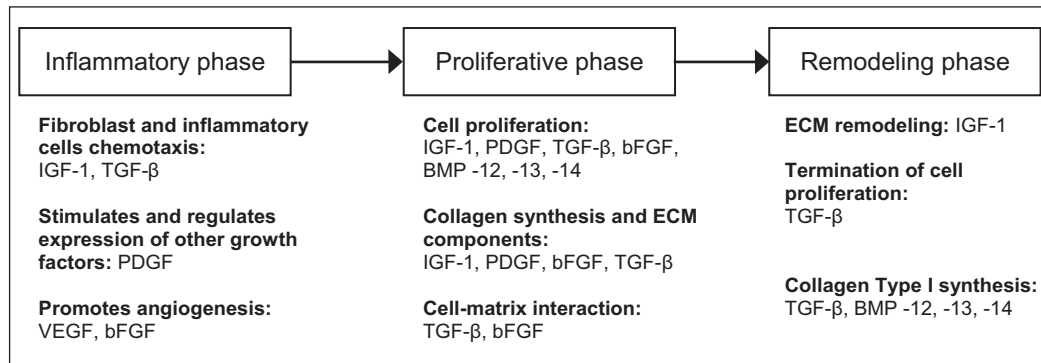 Inflammatory phase
Proliferative phase
Remodeling phase
Fibroblast and inflammatory
cells chemotaxis:
IGF-1, TGF-β
Stimulates and regulates
expression of other growth
factors: PDGF
Promotes angiogenesis:
VEGF, bFGF
Cell proliferation:
IGF-1, PDGF, TGF-β, bFGF,
BMP -12, -13, -14
Collagen synthesis and ECM
components:
IGF-1, PDGF, bFGF, TGF-β
Cell-matrix interaction:
TGF-β, bFGF
ECM remodeling: IGF-1
Termination of cell
proliferation:
TGF-β
Collagen Type I synthesis:
TGF-β, BMP -12, -13, -14